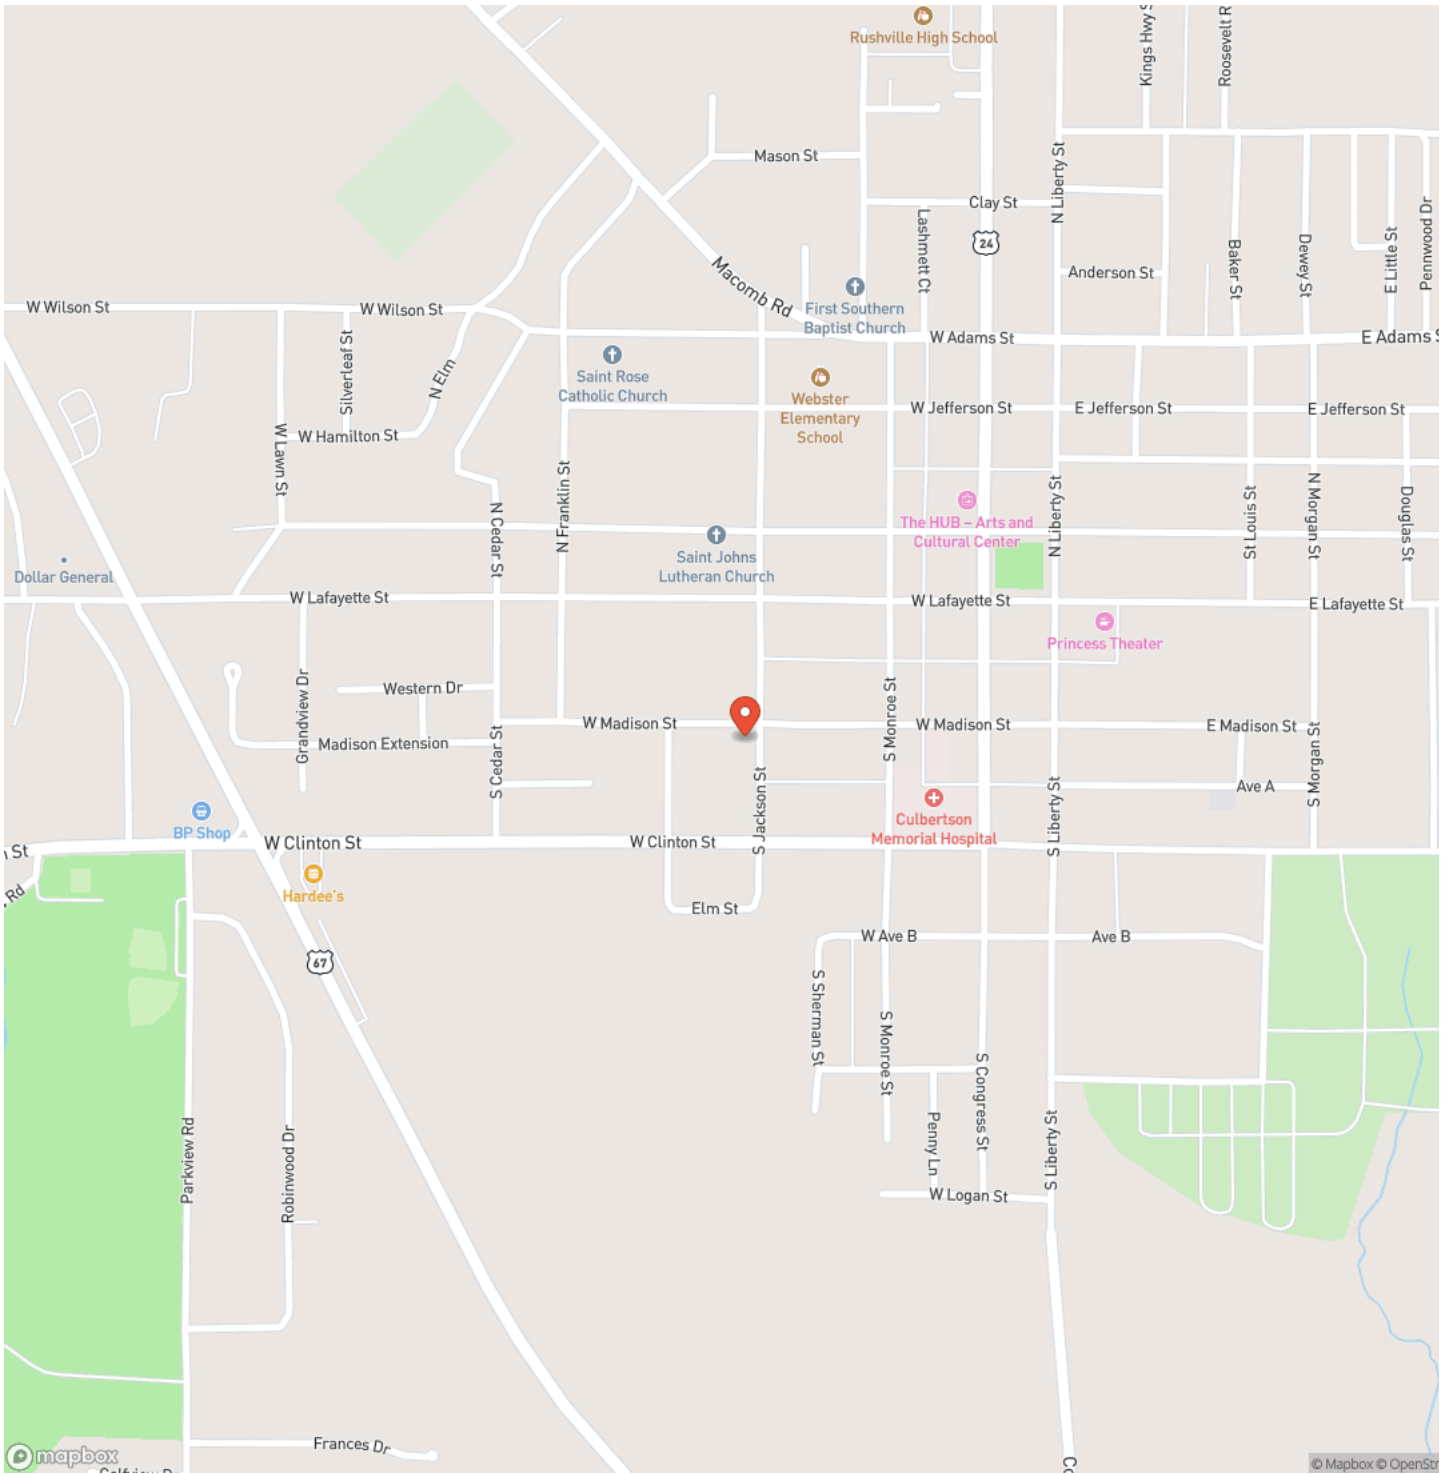 Rushville High School
Kings Hwy S
Roosevelt R
Mason St
N Liberty St
Clay St
Lashmett Ct
24
Pennwood Dr
E Little St
Dewey St
Baker St
Anderson St
Macomb Rd
First Southern
Baptist Church
W Wilson St
W Wilson St
Silverleaf St
N Elm
W Adams St
E Adams S
Saint Rose
Catholic Church
Webster
Elementary
School
W Jefferson St
E Jefferson St
E Jefferson St
W Hamilton St
W Lawn St
N Franklin St
N Cedar St
N Liberty St
St Louis St
N Morgan St
Douglas St
The HUB – Arts and
Cultural Center
Saint Johns
Lutheran Church
Dollar General
W Lafayette St
W Lafayette St
E Lafayette St
Princess Theater
Grandview Dr
Western Dr
S Monroe St
W Madison St
W Madison St
E Madison St
Madison Extension
S Cedar St
S Jackson St
S Liberty St
S Morgan St
Ave A
BP Shop
Culbertson
Memorial Hospital
n St
W Clinton St
W Clinton St
Rd
Hardee's
Elm St
W Ave B
Ave B
67
S Sherman St
S Monroe St
S Congress St
Penny Ln
S Liberty St
Parkview Rd
Robinwood Dr
W Logan St
Frances Dr
Golfview Dr
Co
mapbox
© Mapbox © OpenStr